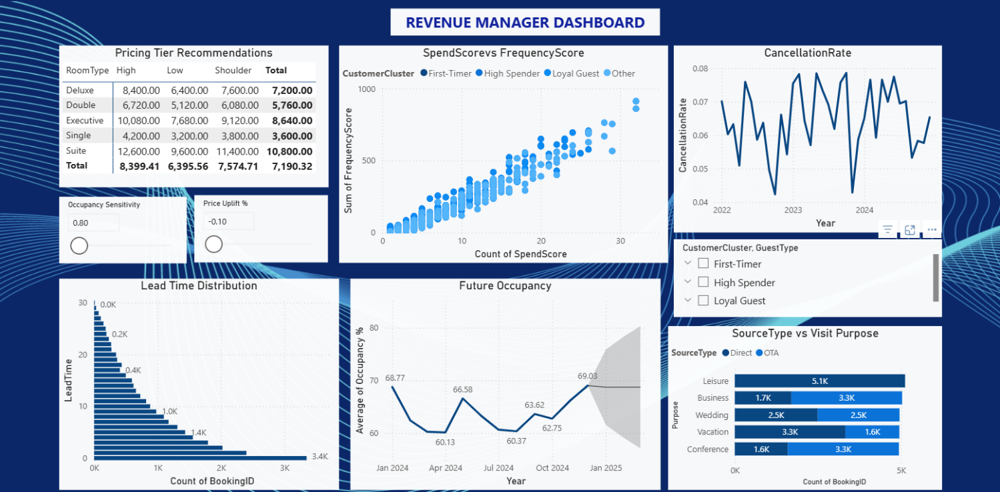 REVENUE MANAGER DASHBOARD
Pricing Tier Recommendations
RoomType High Low Shoulder Total
Deluxe 8,400.00 6,400.00 7,600.00 7,200.00
Double 6,720.00 5,120.00 6,080.00 5,760.00
Executive 10,080.00 7,680.00 9,120.00 8,640.00
Single 4,200.00 3,200.00 3,800.00 3,600.00
Suite 12,600.00 9,600.00 11,400.00 10,800.00
Total 8,399.41 6,395.56 7,574.71 7,190.32
Occupancy Sensitivity
0.80
Price Uplift %
-0.10
SpendScorevs FrequencyScore
CustomerCluster First-Timer High Spender Loyal Guest Other
Sum of FrequencyScore
1000
500
0
0 10 20 30
Count of SpendScore
CancellationRate
CancellationRate
0.08
0.07
0.06
0.05
0.04
2022 2023 2024
Year
CustomerCluster, GuestType
First-Timer
High Spender
Loyal Guest
Lead Time Distribution
LeadTime
30
20
10
0
0.0K
0.2K
0.4K
1.0K
1.4K
3.4K
0K 1K 2K 3K
Count of BookingID
Future Occupancy
Average of Occupancy %
80
70
60
68.77
60.13
66.58
60.37
63.62
62.75
69.03
Jan 2024 Apr 2024 Jul 2024 Oct 2024 Jan 2025
Year
SourceType vs Visit Purpose
SourceType Direct OTA
Purpose
Leisure 5.1K
Business 1.7K 3.3K
Wedding 2.5K 2.5K
Vacation 3.3K 1.6K
Conference 1.6K 3.3K
0K 5K
Count of BookingID